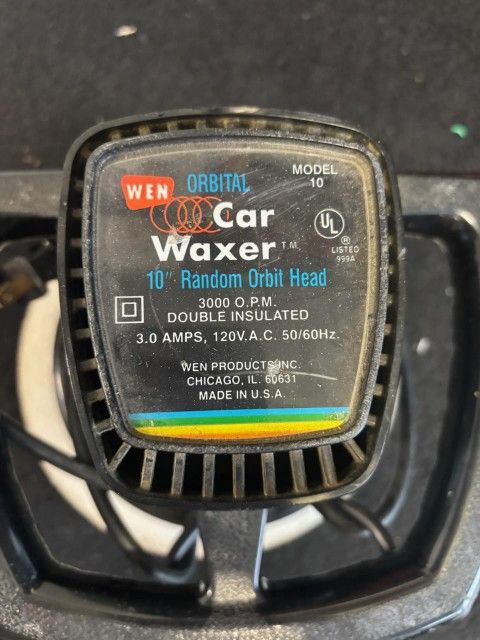 WEN ORBITAL MODEL
10
Car
Waxer T.M.
UL
®
LISTED
999A
10" Random Orbit Head
3000 O.P.M.
DOUBLE INSULATED
3.0 AMPS, 120V.A.C. 50/60Hz.
WEN PRODUCTS INC.
CHICAGO, IL. 60631
MADE IN U.S.A.